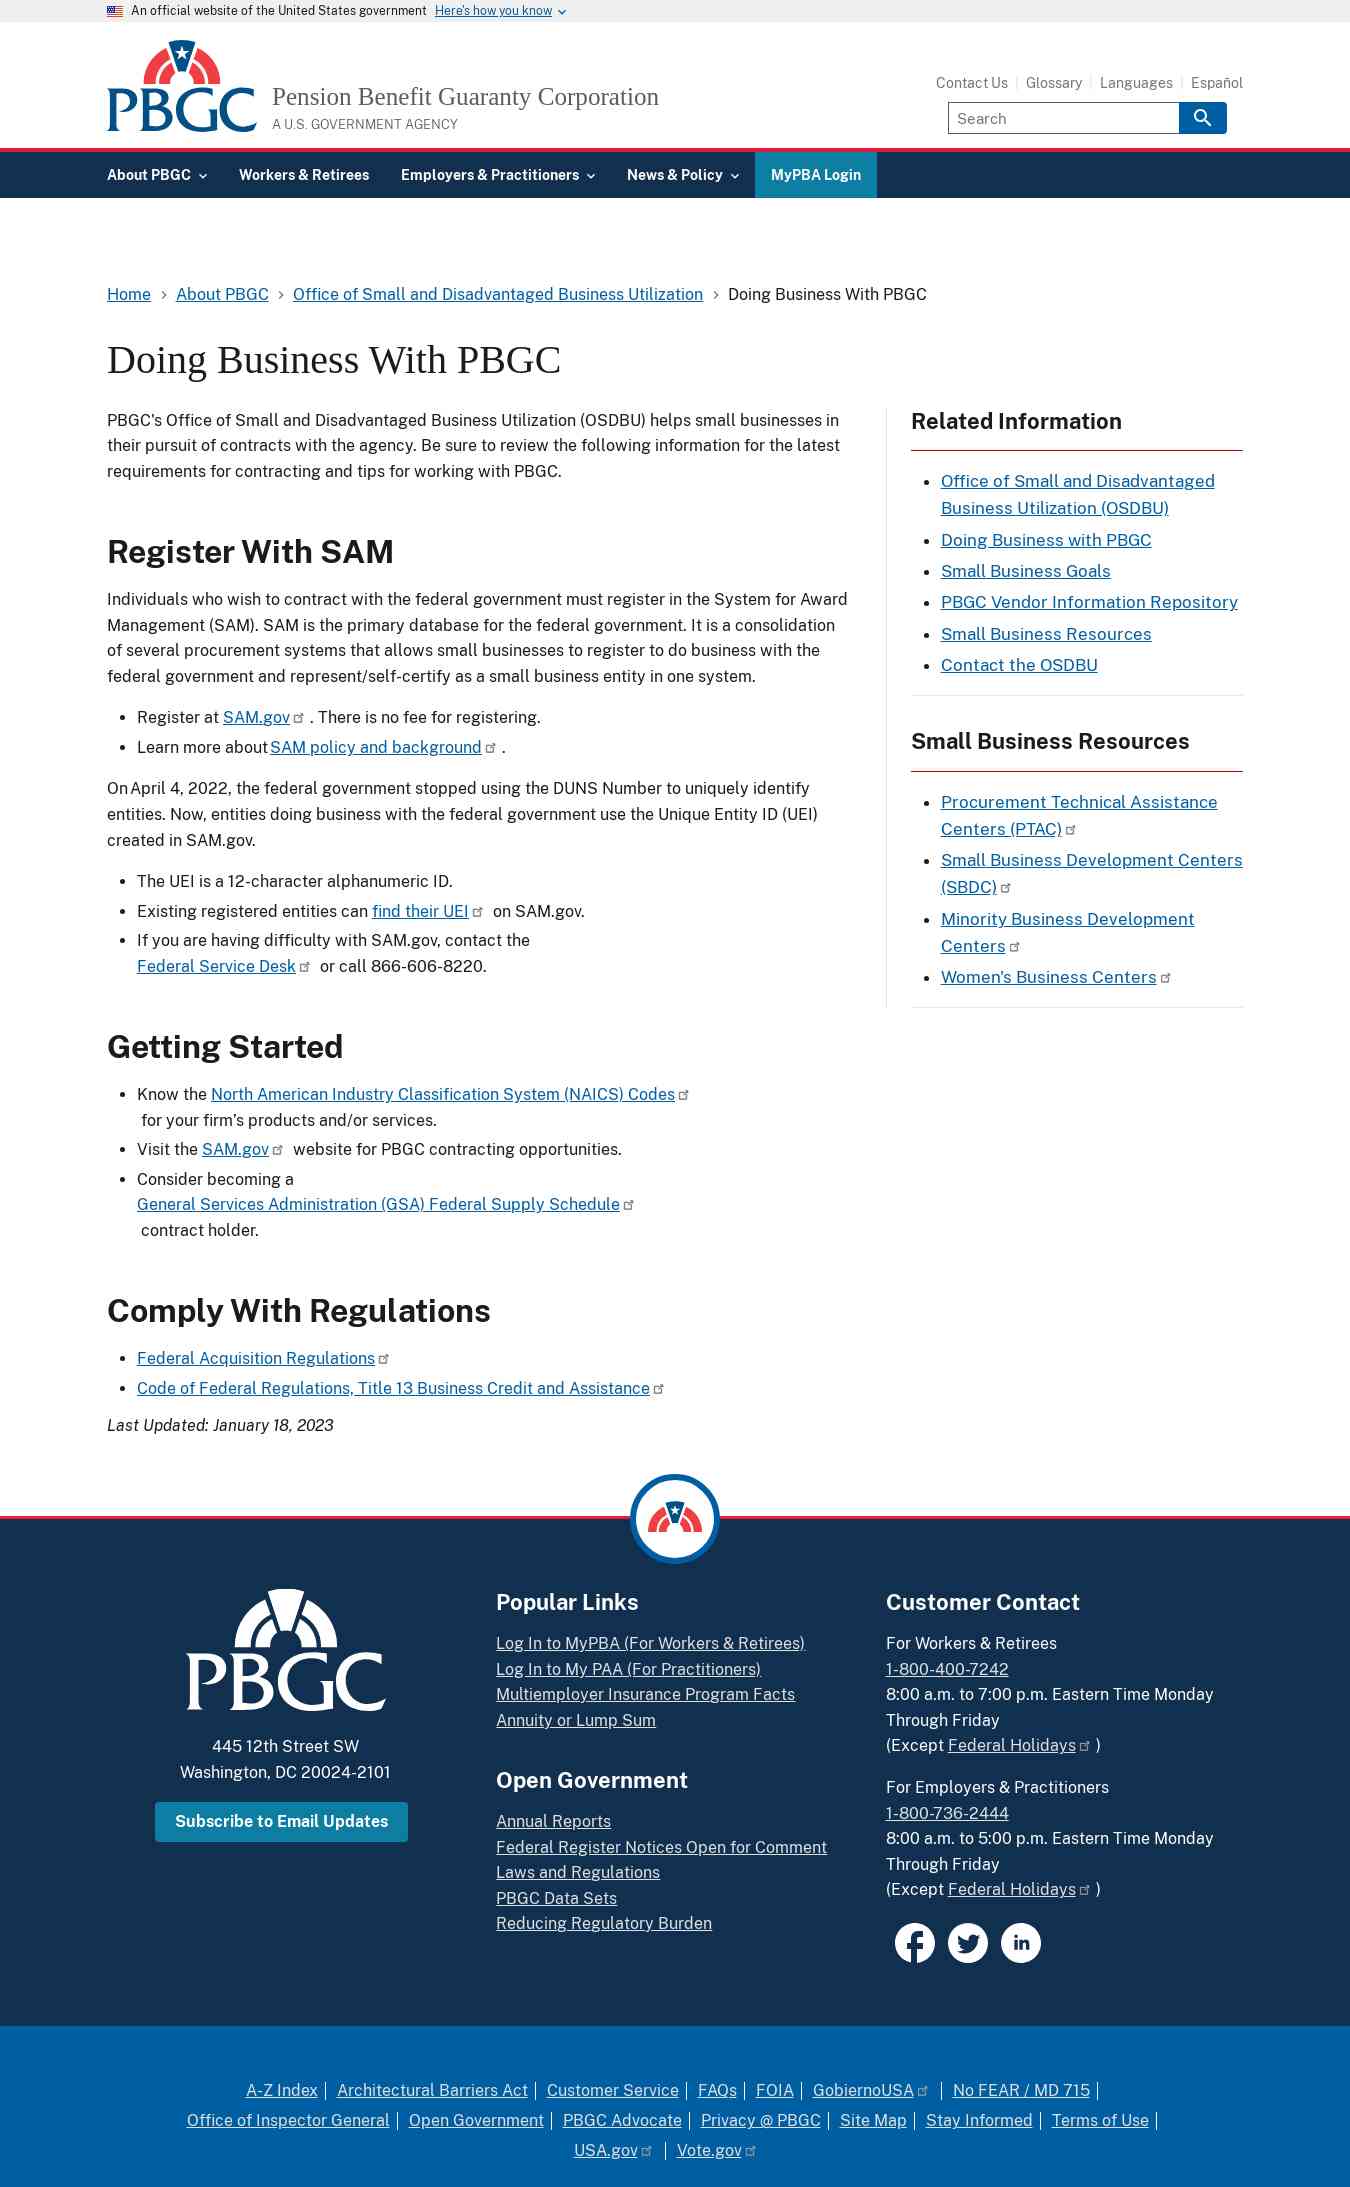 An official website of the United States government Here's how you know
PBGC
Pension Benefit Guaranty Corporation
A U.S. GOVERNMENT AGENCY
Contact Us Glossary Languages Español
Search
About PBGC Workers & Retirees Employers & Practitioners News & Policy MyPBA Login
Home About PBGC Office of Small and Disadvantaged Business Utilization Doing Business With PBGC
Doing Business With PBGC
PBGC's Office of Small and Disadvantaged Business Utilization (OSDBU) helps small businesses in
their pursuit of contracts with the agency. Be sure to review the following information for the latest
requirements for contracting and tips for working with PBGC.
Register With SAM
Individuals who wish to contract with the federal government must register in the System for Award
Management (SAM). SAM is the primary database for the federal government. It is a consolidation
of several procurement systems that allows small businesses to register to do business with the
federal government and represent/self-certify as a small business entity in one system.
Register at SAM.gov . There is no fee for registering.
Learn more about SAM policy and background .
On April 4, 2022, the federal government stopped using the DUNS Number to uniquely identify
entities. Now, entities doing business with the federal government use the Unique Entity ID (UEI)
created in SAM.gov.
The UEI is a 12-character alphanumeric ID.
Existing registered entities can find their UEI on SAM.gov.
If you are having difficulty with SAM.gov, contact the
Federal Service Desk or call 866-606-8220.
Getting Started
Know the North American Industry Classification System (NAICS) Codes
for your firm's products and/or services.
Visit the SAM.gov website for PBGC contracting opportunities.
Consider becoming a
General Services Administration (GSA) Federal Supply Schedule
contract holder.
Comply With Regulations
Federal Acquisition Regulations
Code of Federal Regulations, Title 13 Business Credit and Assistance
Last Updated: January 18, 2023
Related Information
Office of Small and Disadvantaged
Business Utilization (OSDBU)
Doing Business with PBGC
Small Business Goals
PBGC Vendor Information Repository
Small Business Resources
Contact the OSDBU
Small Business Resources
Procurement Technical Assistance
Centers (PTAC)
Small Business Development Centers
(SBDC)
Minority Business Development
Centers
Women's Business Centers
PBGC
445 12th Street SW
Washington, DC 20024-2101
Subscribe to Email Updates
Popular Links
Log In to MyPBA (For Workers & Retirees)
Log In to My PAA (For Practitioners)
Multiemployer Insurance Program Facts
Annuity or Lump Sum
Open Government
Annual Reports
Federal Register Notices Open for Comment
Laws and Regulations
PBGC Data Sets
Reducing Regulatory Burden
Customer Contact
For Workers & Retirees
1-800-400-7242
8:00 a.m. to 7:00 p.m. Eastern Time Monday
Through Friday
(Except Federal Holidays )
For Employers & Practitioners
1-800-736-2444
8:00 a.m. to 5:00 p.m. Eastern Time Monday
Through Friday
(Except Federal Holidays )
in
A-Z Index Architectural Barriers Act Customer Service FAQs FOIA GobiernoUSA No FEAR / MD 715
Office of Inspector General Open Government PBGC Advocate Privacy @ PBGC Site Map Stay Informed Terms of Use
USA.gov Vote.gov